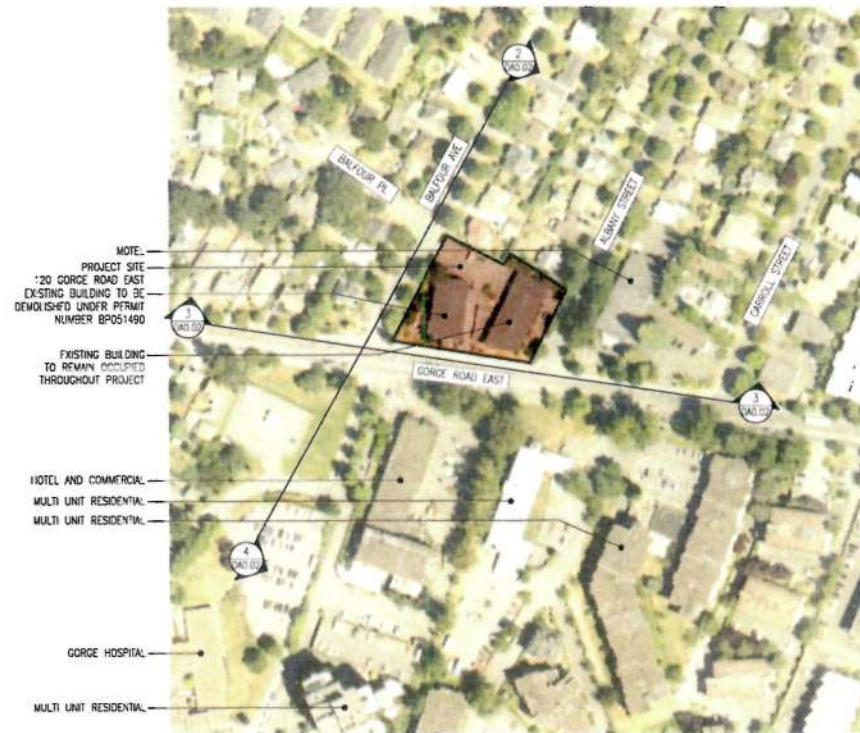 2
DA0.02
BALFOUR PL
BALFOUR AVE
ALBANY STREET
CARROLL STREET
MOTEL
PROJECT SITE
120 GORGE ROAD EAST
EXISTING BUILDING TO BE
DEMOLISHED UNDER PERMIT
NUMBER BP051490
3
DA0.02
EXISTING BUILDING
TO REMAIN OCCUPIED
THROUGHOUT PROJECT
GORGE ROAD EAST
3
DA0.02
HOTEL AND COMMERCIAL
MULTI UNIT RESIDENTIAL
MULTI UNIT RESIDENTIAL
4
DA0.02
GORGE HOSPITAL
MULTI UNIT RESIDENTIAL